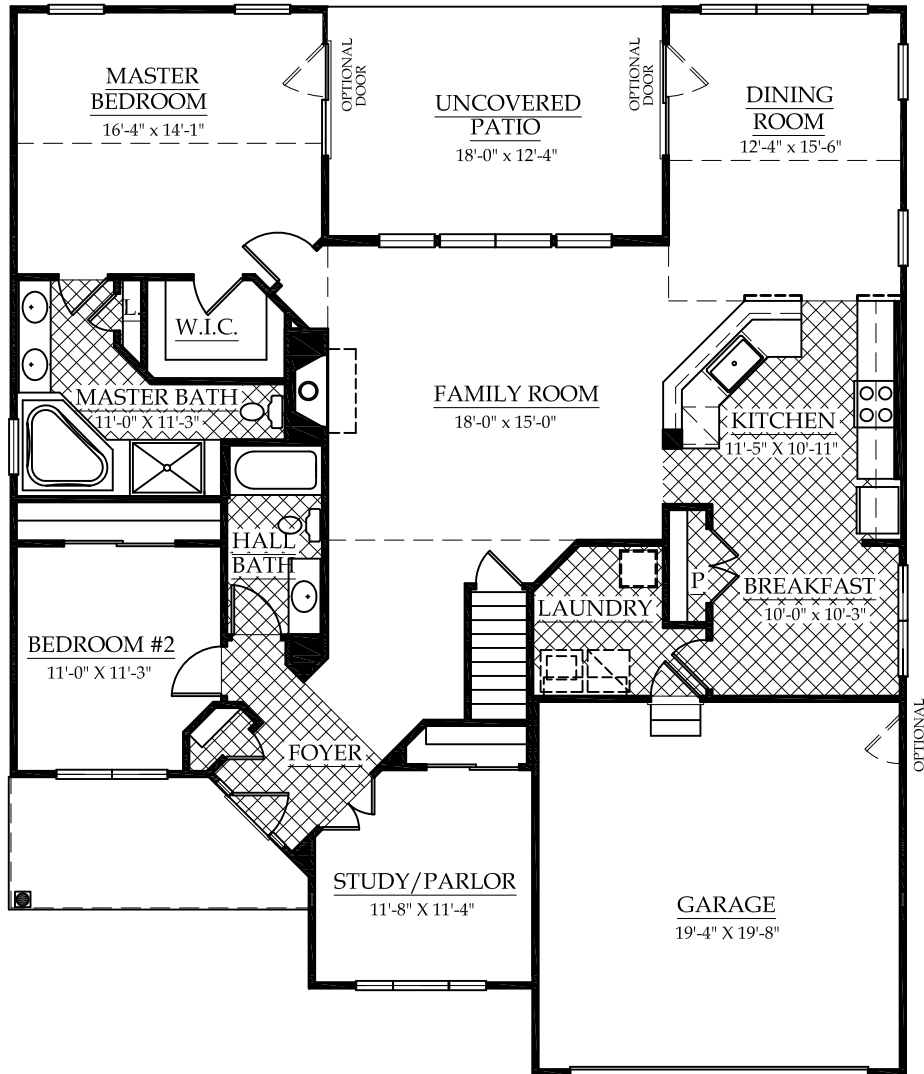 MASTER
BEDROOM
16'-4" x 14'-1"
OPTIONAL
DOOR
UNCOVERED
PATIO
18'-0" x 12'-4"
OPTIONAL
DOOR
DINING
ROOM
12'-4" x 15'-6"
L.
W.I.C.
MASTER BATH
11'-0" X 11'-3"
FAMILY ROOM
18'-0" x 15'-0"
KITCHEN
11'-5" X 10'-11"
HALL
BATH
P
BREAKFAST
10'-0" x 10'-3"
LAUNDRY
BEDROOM #2
11'-0" X 11'-3"
FOYER
OPTIONAL
STUDY/PARLOR
11'-8" X 11'-4"
GARAGE
19'-4" X 19'-8"